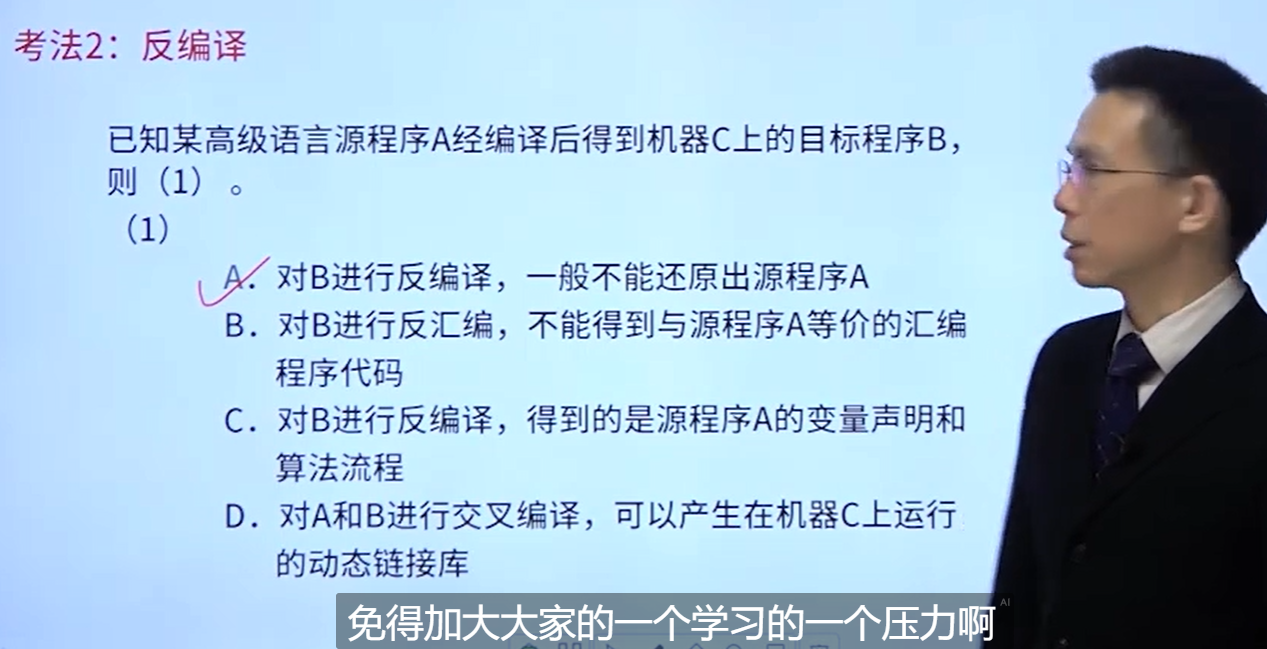 考法2：反编译
已知某高级语言源程序A经编译后得到机器C上的目标程序B，
则（1） 。
（1）
A．对B进行反编译，一般不能还原出源程序A
B．对B进行反汇编，不能得到与源程序A等价的汇编
程序代码
C．对B进行反编译，得到的是源程序A的变量声明和
算法流程
D．对A和B进行交叉编译，可以产生在机器C上运行
的动态链接库
免得加大大家的一个学习的一个压力啊
AI